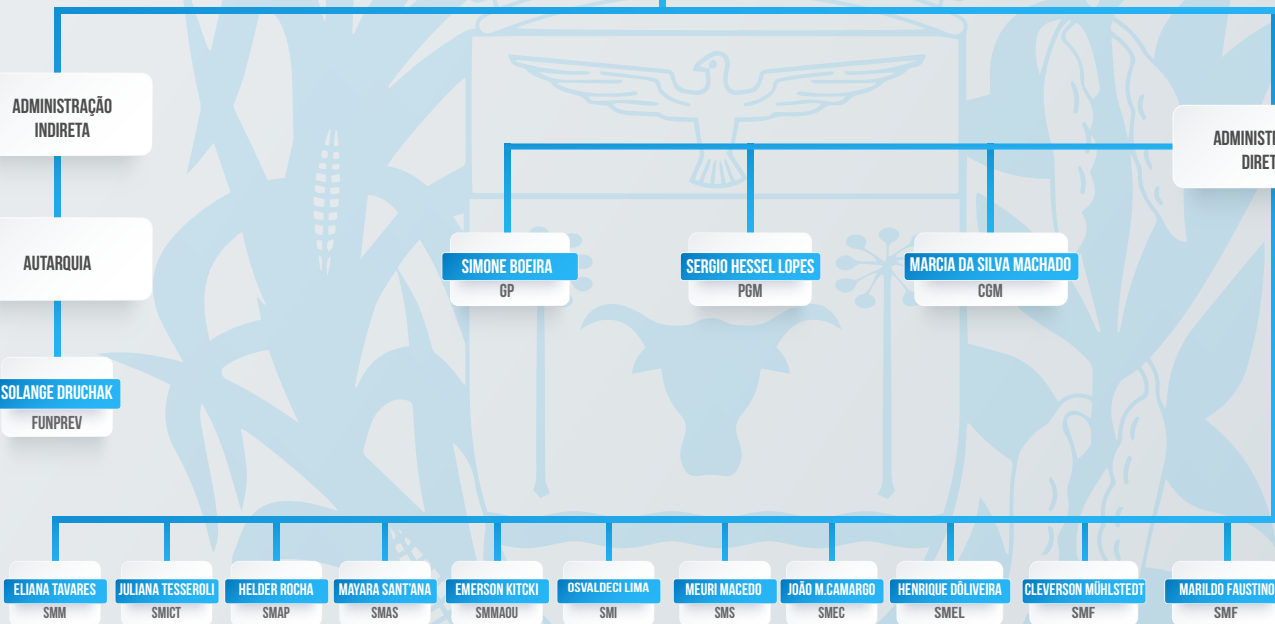 ADMINISTRAÇÃO
INDIRETA
AUTARQUIA
SOLANGE DRUCHAK
FUNPREV
ADMINIST
DIRET
SIMONE BOEIRA
GP
SERGIO HESSEL LOPES
PGM
MARCIA DA SILVA MACHADO
CGM
ELIANA TAVARES
SMM
JULIANA TESSEROLI
SMICT
HELDER ROCHA
SMAP
MAYARA SANT'ANA
SMAS
EMERSON KITCKI
SMMAOU
OSVALDECI LIMA
SMI
MEURI MACEDO
SMS
JOÃO M.CAMARGO
SMEC
HENRIQUE DÔLIVEIRA
SMEL
CLEVERSON MÜHLSTEDT
SMF
MARILDO FAUSTINO
SMF